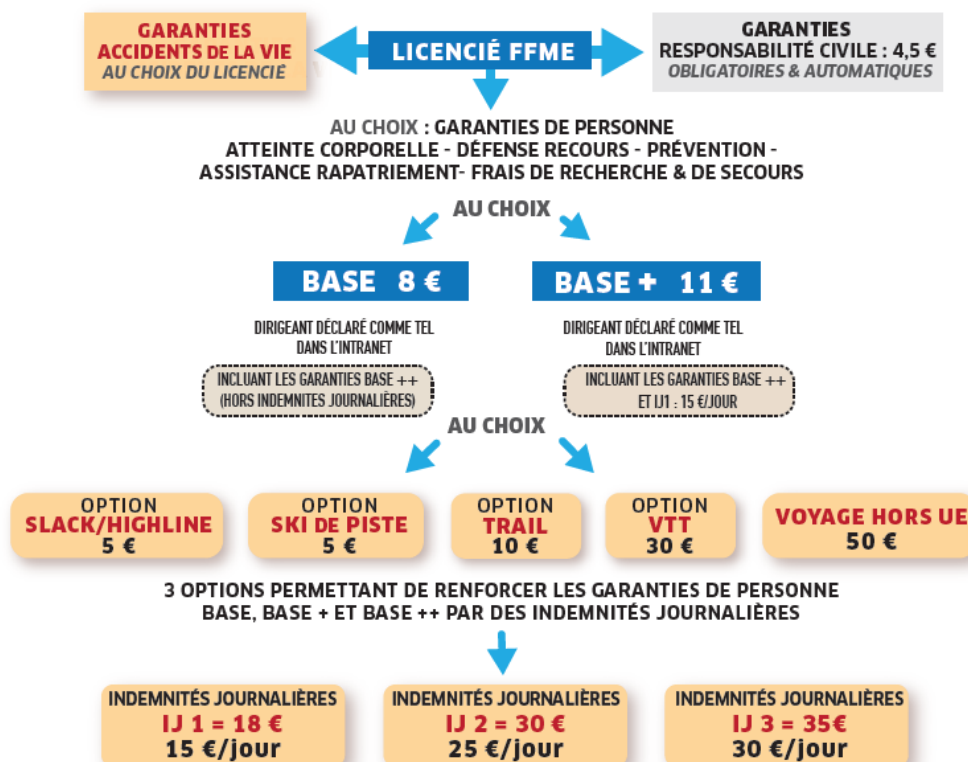 GARANTIES
ACCIDENTS DE LA VIE
AU CHOIX DU LICENCIÉ
LICENCIÉ FFME
GARANTIES
RESPONSABILITÉ CIVILE : 4,5 €
OBLIGATOIRES & AUTOMATIQUES
AU CHOIX : GARANTIES DE PERSONNE
ATTEINTE CORPORELLE - DÉFENSE RECOURS - PRÉVENTION -
ASSISTANCE RAPATRIEMENT- FRAIS DE RECHERCHE & DE SECOURS
AU CHOIX
BASE 8 €
BASE + 11 €
DIRIGEANT DÉCLARÉ COMME TEL
DANS L'INTRANET
DIRIGEANT DÉCLARÉ COMME TEL
DANS L'INTRANET
INCLUANT LES GARANTIES BASE ++
(HORS INDEMNITES JOURNALIÈRES)
INCLUANT LES GARANTIES BASE ++
ET IJ1 : 15 €/JOUR
AU CHOIX
OPTION
SLACK/HIGHLINE
5 €
OPTION
SKI DE PISTE
5 €
OPTION
TRAIL
10 €
OPTION
VTT
30 €
VOYAGE HORS UE
50 €
3 OPTIONS PERMETTANT DE RENFORCER LES GARANTIES DE PERSONNE
BASE, BASE + ET BASE ++ PAR DES INDEMNITÉS JOURNALIÈRES
INDEMNITÉS JOURNALIÈRES
IJ 1 = 18 €
15 €/jour
INDEMNITÉS JOURNALIÈRES
IJ 2 = 30 €
25 €/jour
INDEMNITÉS JOURNALIÈRES
IJ 3 = 35€
30 €/jour